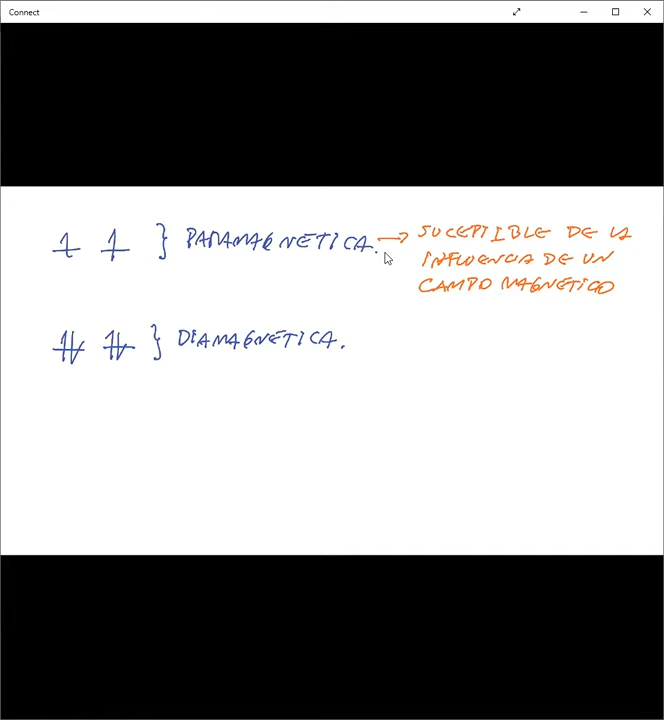 Connect
PARAMAGNETICA. → SUCEPTIBLE DE LA
INFLUENCIA DE UN
CAMPO MAGNETICO
DIAMAGNETICA.